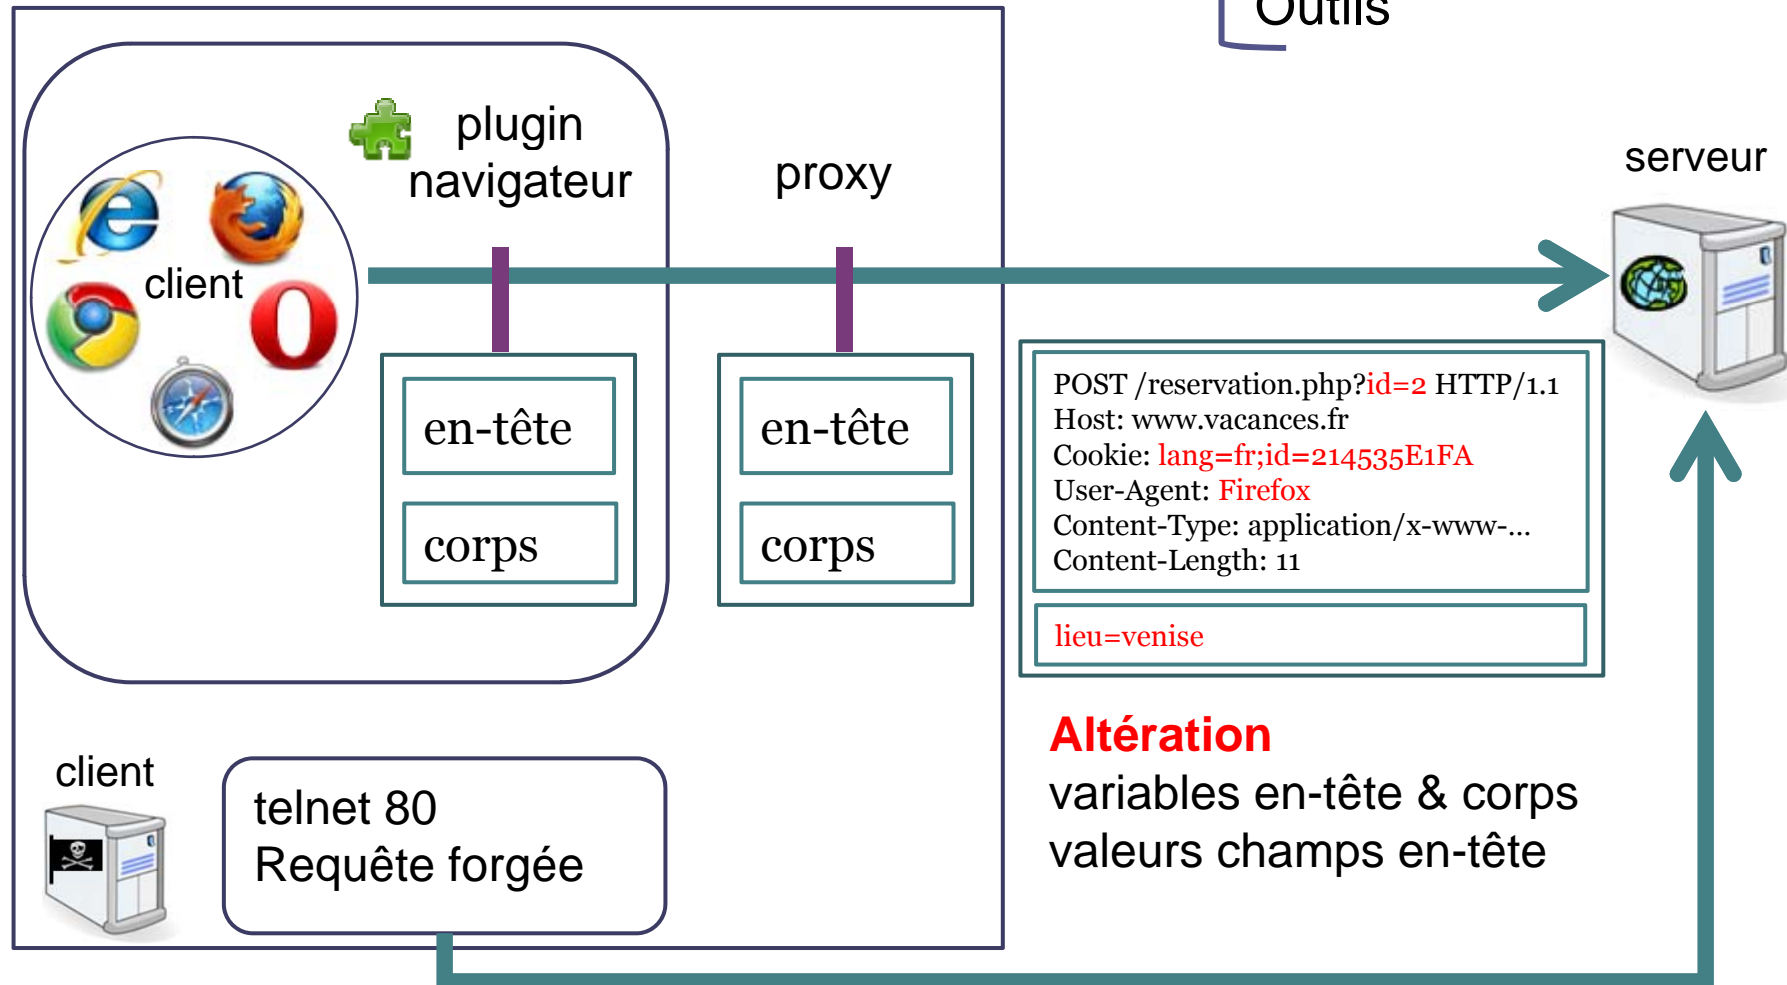 Outils
plugin
navigateur
proxy
serveur
client
en-tête
corps
en-tête
corps
POST /reservation.php?id=2 HTTP/1.1
Host: www.vacances.fr
Cookie: lang=fr;id=214535E1FA
User-Agent: Firefox
Content-Type: application/x-www-...
Content-Length: 11
lieu=venise
Altération
variables en-tête & corps
valeurs champs en-tête
client
telnet 80
Requête forgée